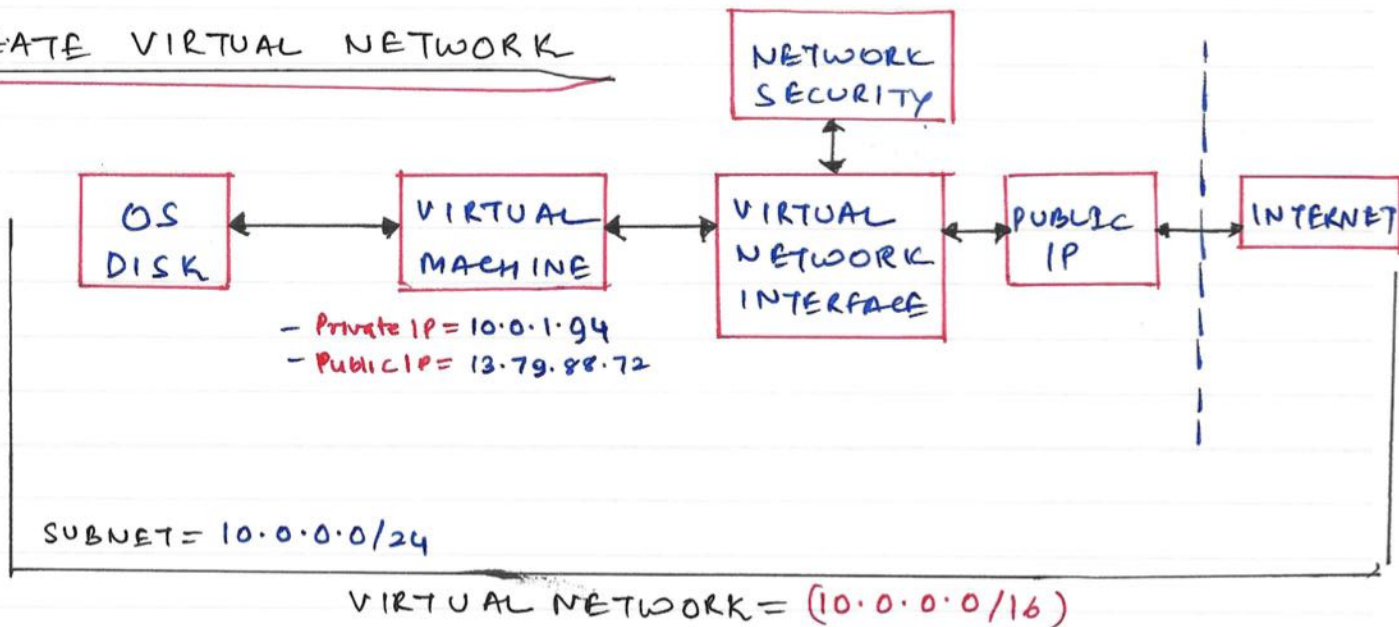 EATE VIRTUAL NETWORK
NETWORK
SECURITY
OS
DISK
VIRTUAL
MACHINE
VIRTUAL
NETWORK
INTERFACE
PUBLIC
IP
INTERNET
- Private IP = 10.0.1.94
- Public IP = 13.79.88.72
SUBNET = 10.0.0.0/24
VIRTUAL NETWORK = (10.0.0.0/16)